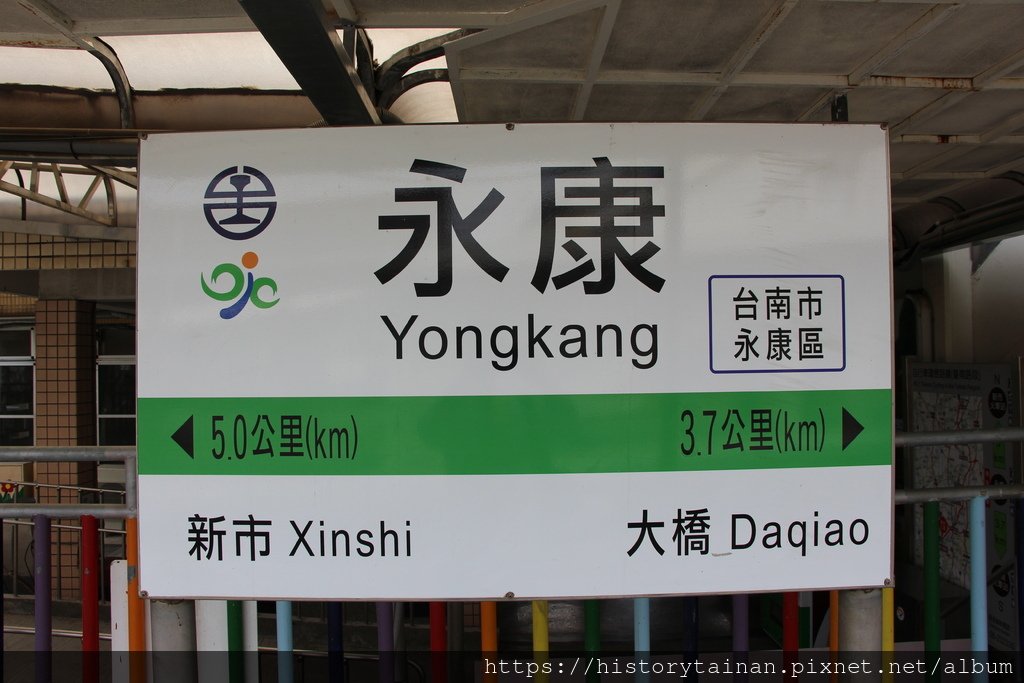 永康
Yongkang
台南市
永康區
5.0公里(km)
3.7公里(km)
新市 Xinshi
大橋 Daqiao
https://historytainan.pixnet.net/album